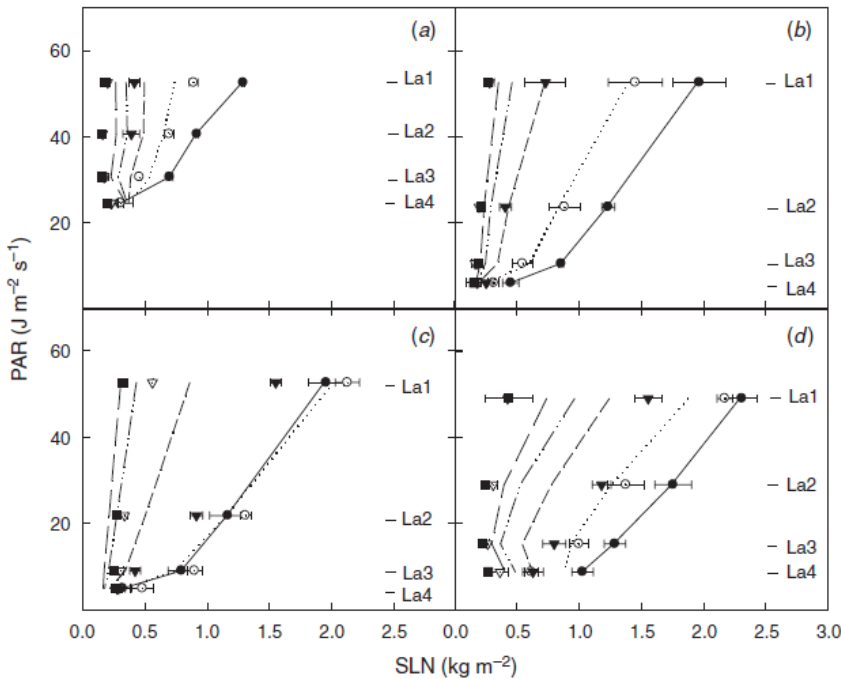 60
(a)
(b)
La1
La1
40
La2
La3
La4
20
La2
La3
La4
PAR (J m⁻² s⁻¹)
60
(c)
(d)
La1
La1
40
La2
20
La2
La3
La3
La4
La4
0
0.0 0.5 1.0 1.5 2.0 2.5 0.0 0.5 1.0 1.5 2.0 2.5 3.0
SLN (kg m⁻²)